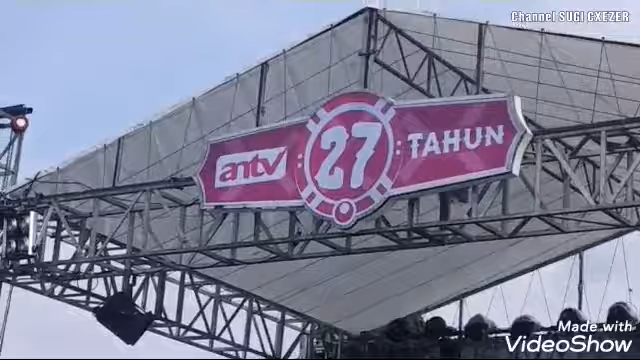 Channel SUGI CXEZER
antv : 27 : TAHUN
Made with
VideoShow